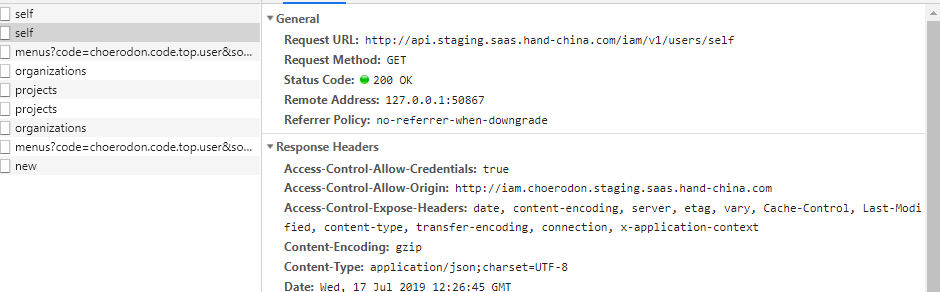 self
self
menus?code=choerodon.code.top.user&so...
organizations
projects
projects
organizations
menus?code=choerodon.code.top.user&so...
new
General
Request URL: http://api.staging.saas.hand-china.com/iam/v1/users/self
Request Method: GET
Status Code: 200 OK
Remote Address: 127.0.0.1:50867
Referrer Policy: no-referrer-when-downgrade
Response Headers
Access-Control-Allow-Credentials: true
Access-Control-Allow-Origin: http://iam.choerodon.staging.saas.hand-china.com
Access-Control-Expose-Headers: date, content-encoding, server, etag, vary, Cache-Control, Last-Modi
fied, content-type, transfer-encoding, connection, x-application-context
Content-Encoding: gzip
Content-Type: application/json;charset=UTF-8
Date: Wed, 17 Jul 2019 12:26:45 GMT